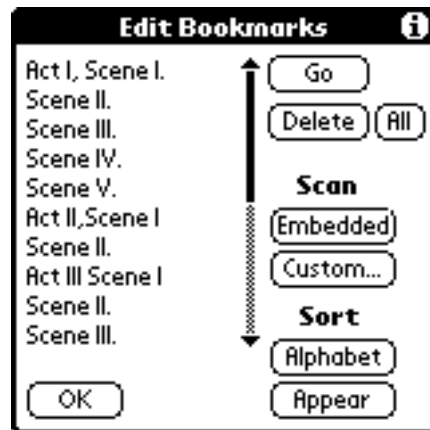 Edit Bookmarks i
Act I, Scene I.
Scene II.
Scene III.
Scene IV.
Scene V.
Act II,Scene I
Scene II.
Act III Scene I
Scene II.
Scene III.
OK
Go
Delete All
Scan
Embedded
Custom...
Sort
Alphabet
Appear